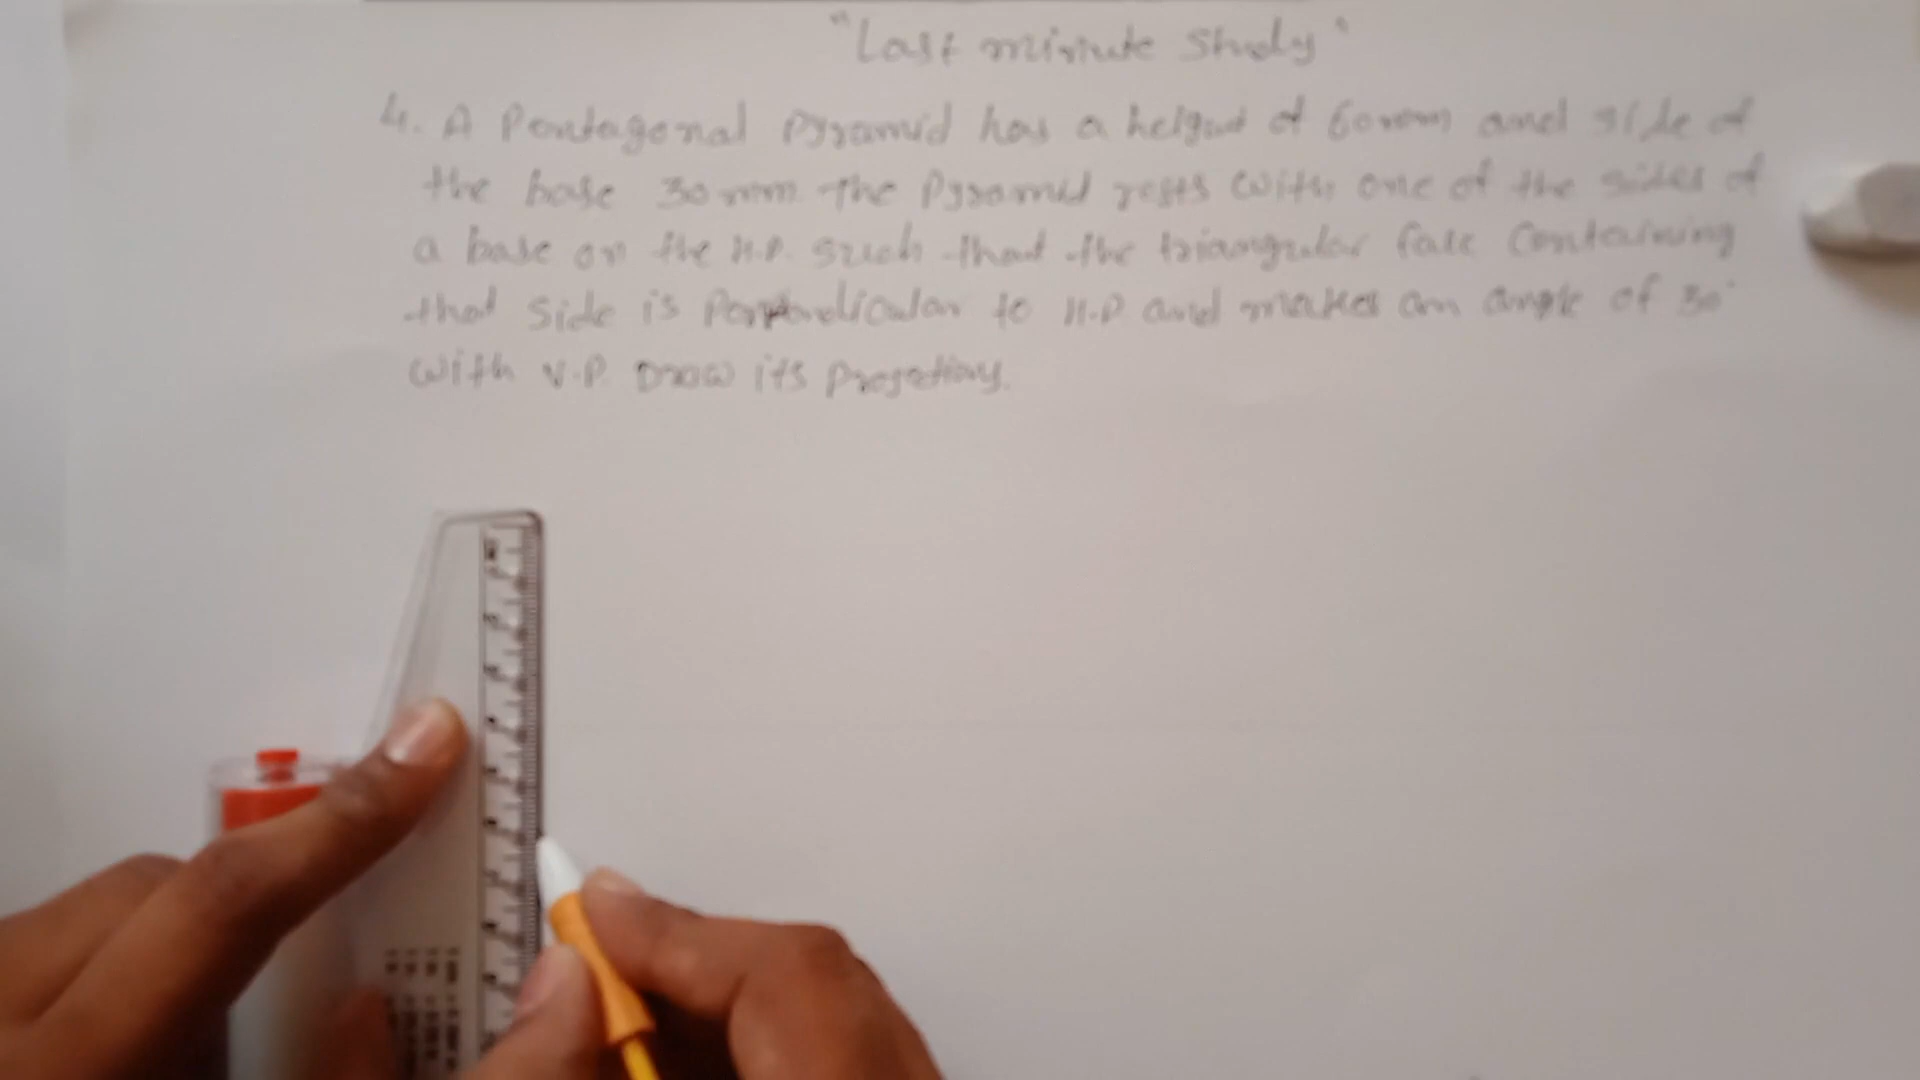 "Last minute Study"
4. A Pentagonal Pyramid has a height of 60mm and side of
the base 30mm. The Pyramid rests with one of the sides of
a base on the H.P. such that the triangular face Containing
that side is Perpendicular to H.P and makes an angle of 30°
with V.P. Draw its Projections.